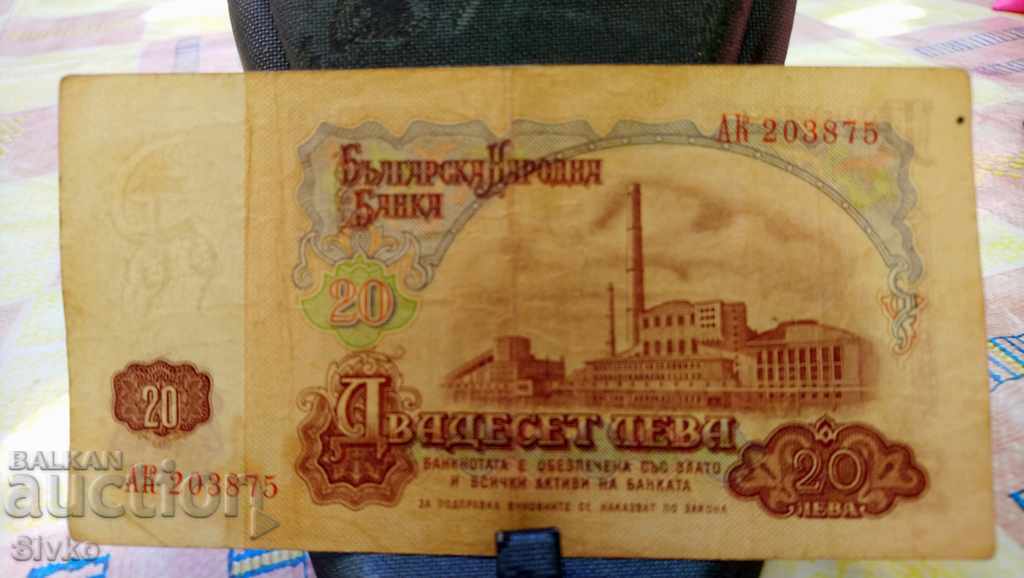 АК 203875
БЪЛГАРСКА НАРОДНА
БАНКА
20
ДВАДЕСЕТ ЛЕВА
БАНКНОТАТА Е ОБЕЗПЕЧЕНА СЪС ЗЛАТО
И ВСИЧКИ АКТИВИ НА БАНКАТА
ЗА ПОДПРАВКА ВИНОВНИТЕ СЕ НАКАЗВАТ ПО ЗАКОНА
20
ЛЕВА
20
АК 203875
BALKAN
auction
Silvko